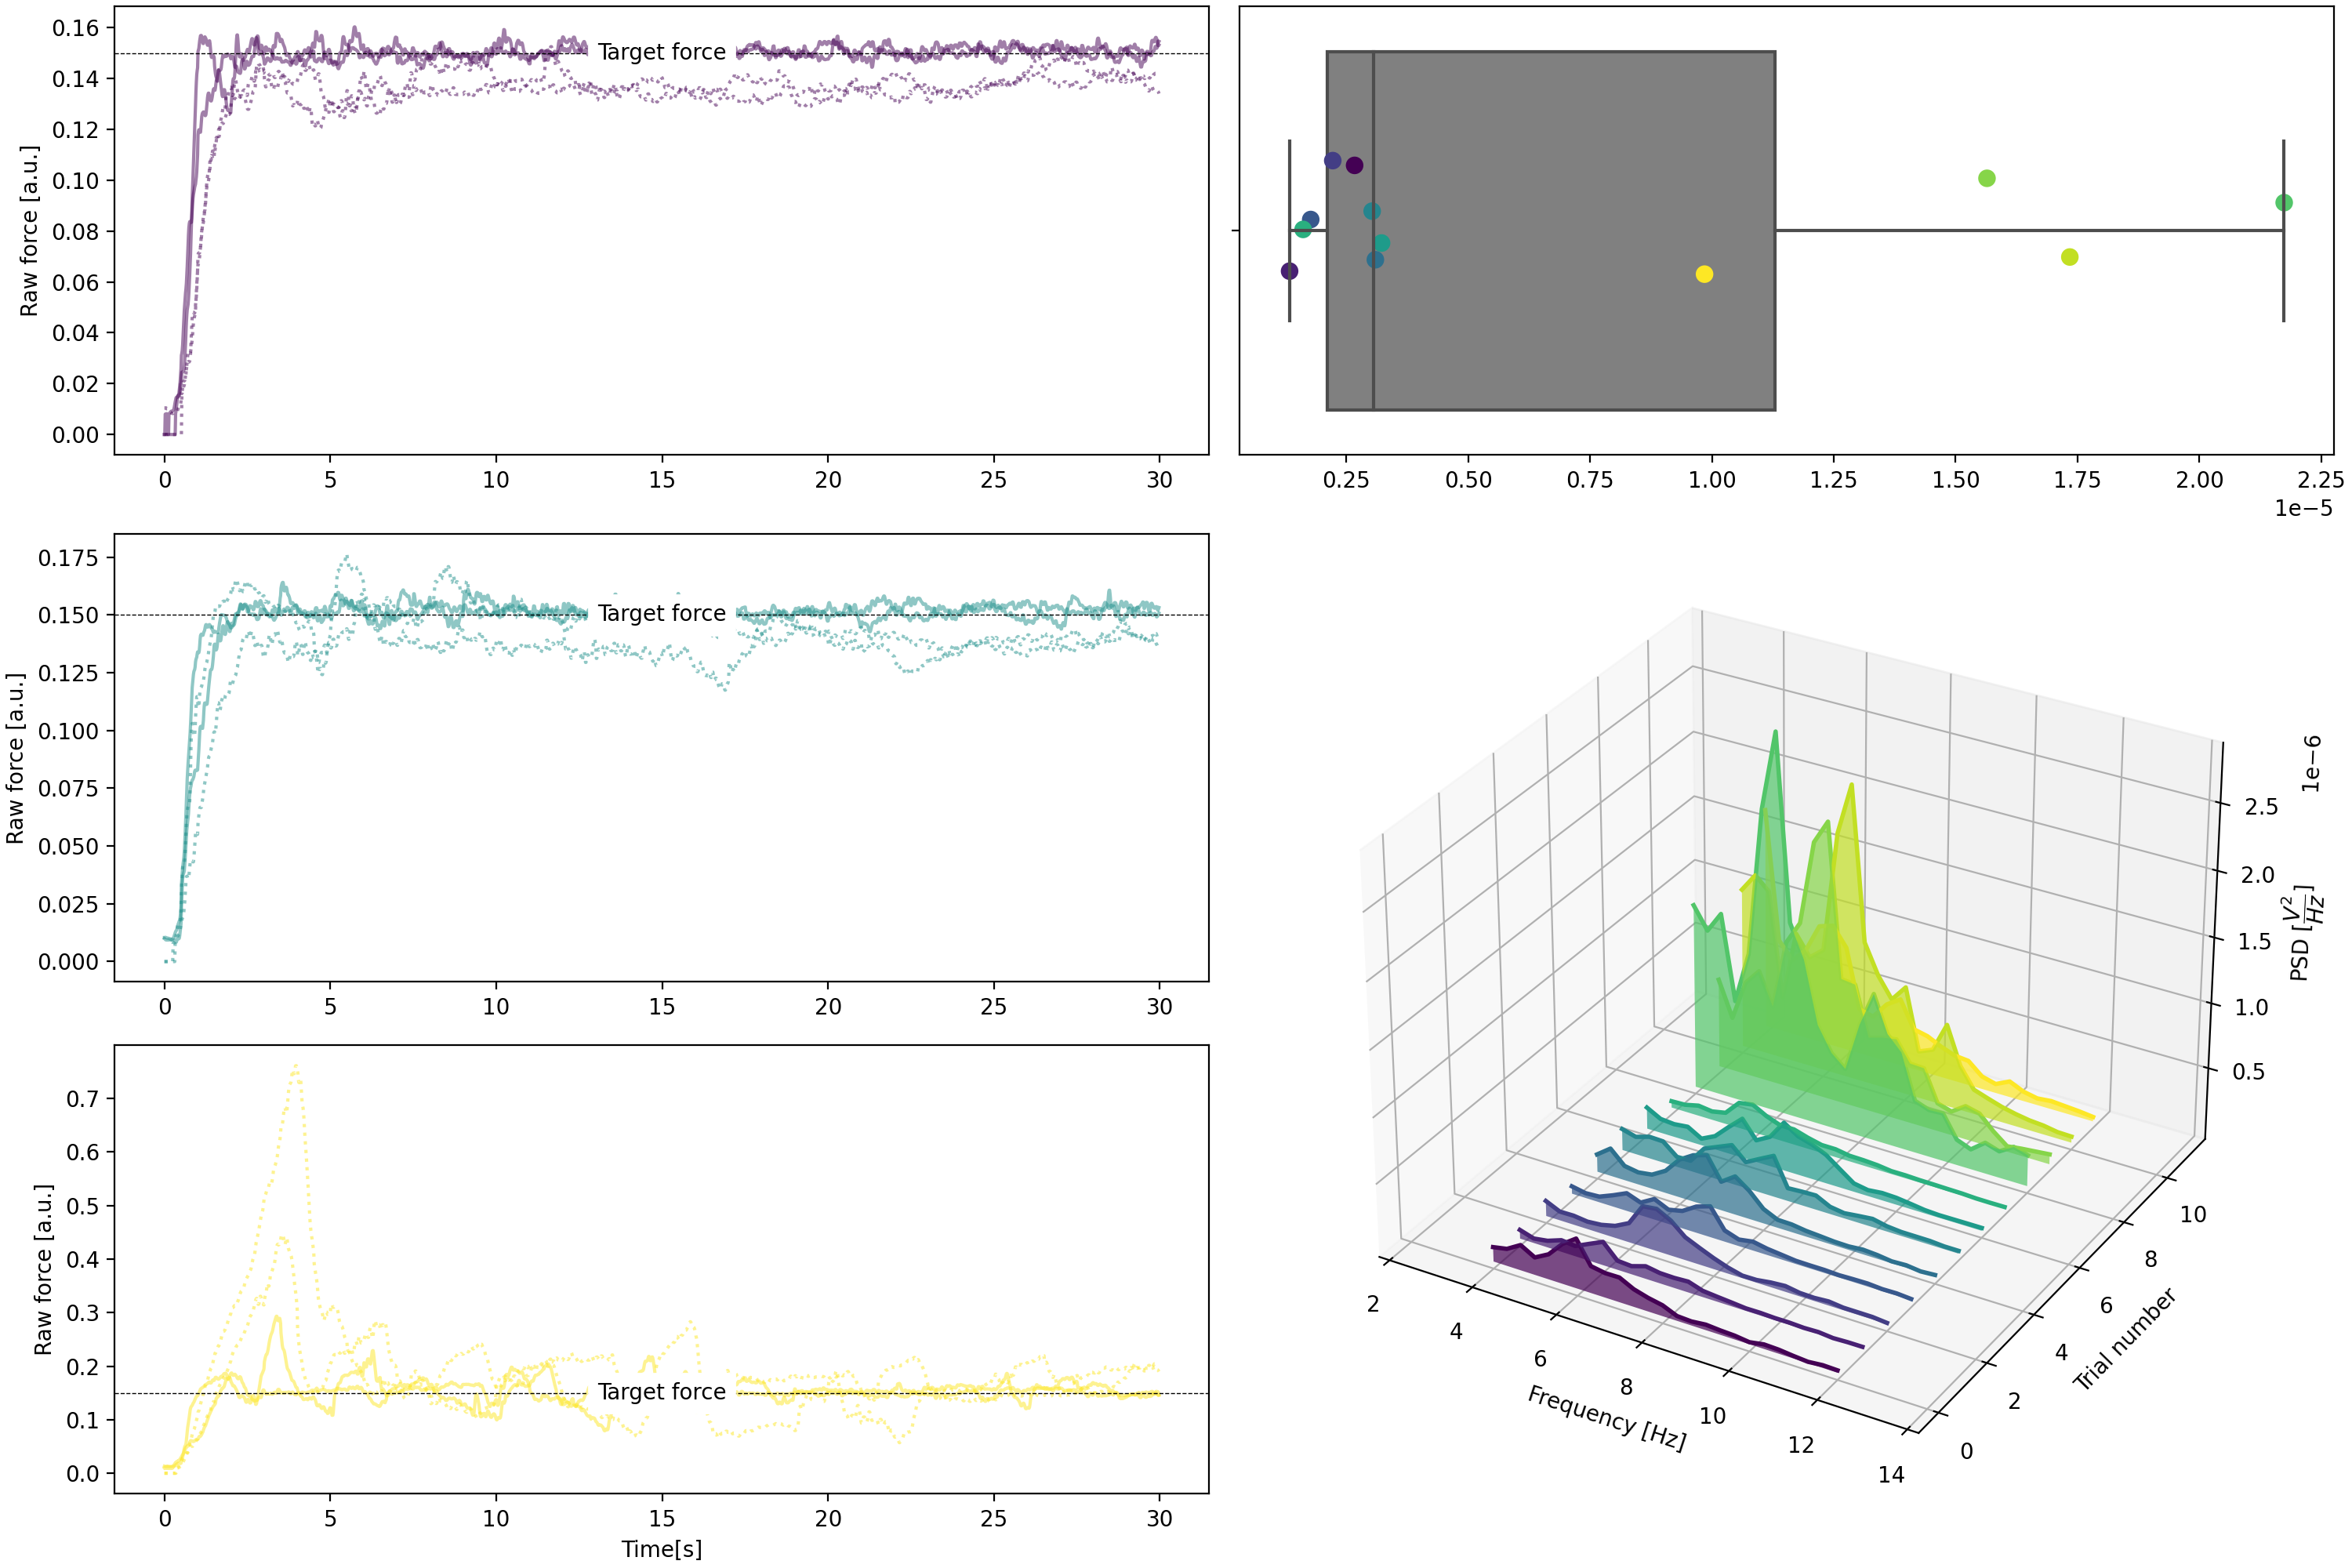 0.16
0.14
0.12
0.10
0.08
0.06
0.04
0.02
0.00
Raw force [a.u.]
Target force
0 5 10 15 20 25 30
0.25 0.50 0.75 1.00 1.25 1.50 1.75 2.00 2.25
1e−5
0.175
0.150
0.125
0.100
0.075
0.050
0.025
0.000
Raw force [a.u.]
Target force
0 5 10 15 20 25 30
0.7
0.6
0.5
0.4
0.3
0.2
0.1
0.0
Raw force [a.u.]
Target force
0 5 10 15 20 25 30
Time[s]
1e−6
2.5
2.0
1.5
1.0
0.5
PSD [V²/Hz]
2 4 6 8 10 12 14
Frequency [Hz]
0 2 4 6 8 10
Trial number